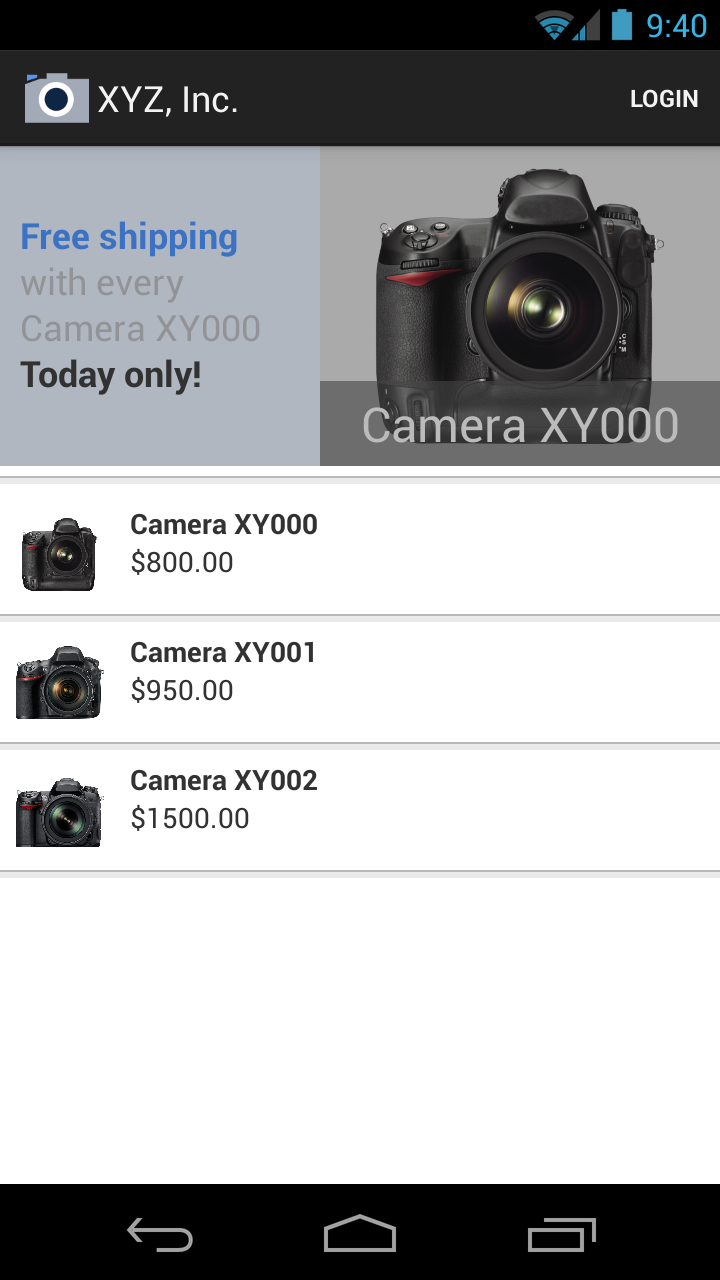 9:40
XYZ, Inc.
LOGIN
Free shipping
with every
Camera XY000
Today only!
Camera XY000
Camera XY000
$800.00
Camera XY001
$950.00
Camera XY002
$1500.00